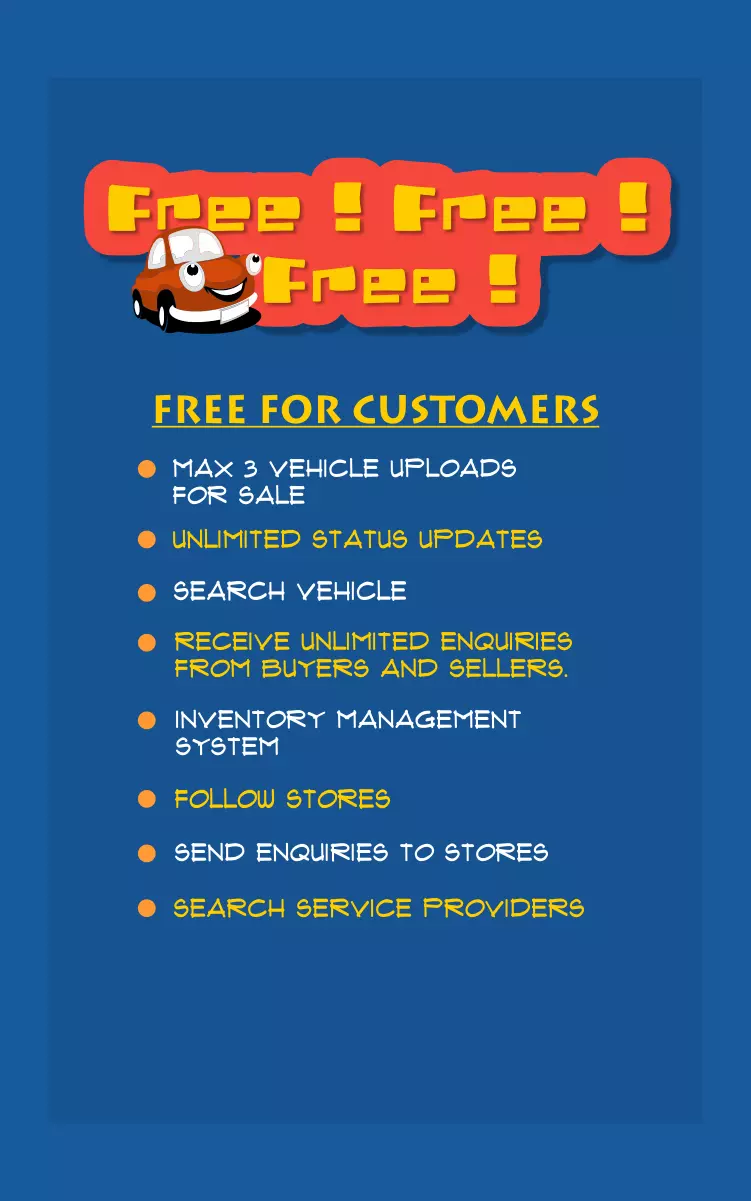 Free ! Free !
Free !
FREE FOR CUSTOMERS
MAX 3 VEHICLE UPLOADS
FOR SALE
UNLIMITED STATUS UPDATES
SEARCH VEHICLE
RECEIVE UNLIMITED ENQUIRIES
FROM BUYERS AND SELLERS.
INVENTORY MANAGEMENT
SYSTEM
FOLLOW STORES
SEND ENQUIRIES TO STORES
SEARCH SERVICE PROVIDERS